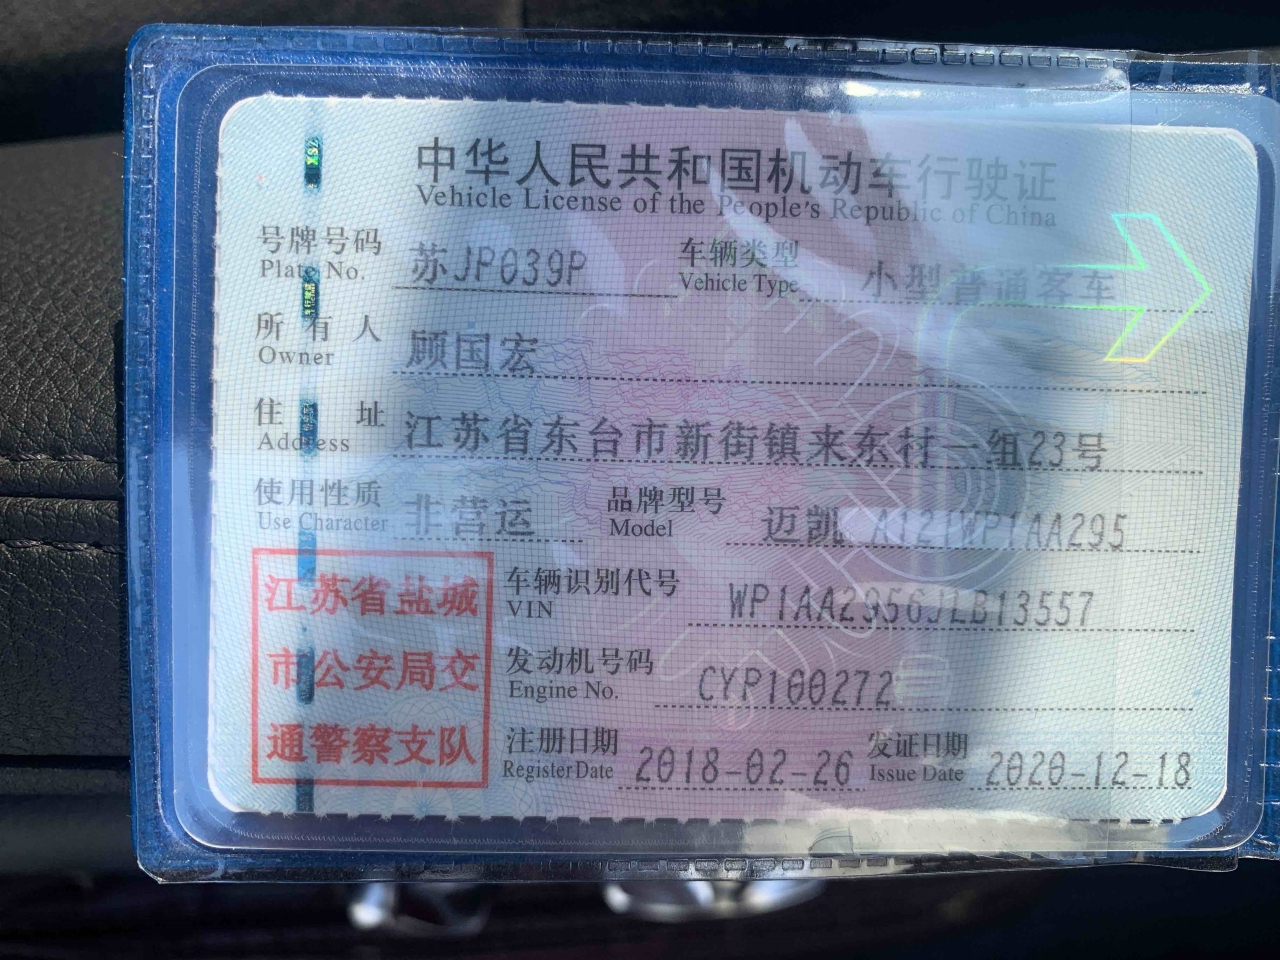 中华人民共和国机动车行驶证
Vehicle License of the People's Republic of China
号牌号码 苏JP039P 车辆类型 小型普通客车
Plate No. Vehicle Type
所有人 顾国宏
Owner
住址 江苏省东台市新街镇来东村一组23号
Address
使用性质 非营运 品牌型号 迈凯 A121WP1AA295
Use Character Model
江苏省盐城
市公安局交
通警察支队
车辆识别代号 WP1AA2956JLB13557
VIN
发动机号码 CYP100272
Engine No.
注册日期 2018-02-26 发证日期 2020-12-18
Register Date Issue Date